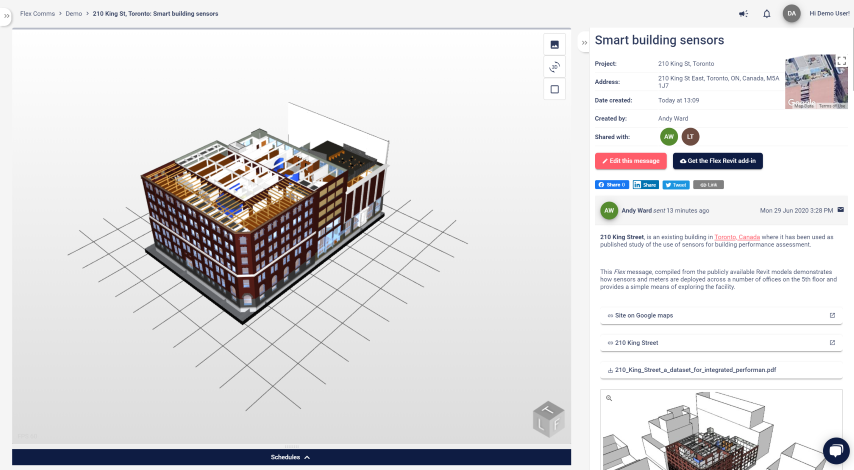 Flex Comms > Demo > 210 King St, Toronto: Smart building sensors
DA
Hi Demo User!
3D
T
L F
Schedules
Smart building sensors
Project: 210 King St, Toronto
Address: 210 King St East, Toronto, ON, Canada, M5A
1J7
Date created: Today at 13:09
Created by: Andy Ward
Shared with: AW LT
Google
Map Data Terms of Use
Edit this message
Get the Flex Revit add-in
Share 0
Share
Tweet
Link
AW Andy Ward sent 13 minutes ago Mon 29 Jun 2020 3:28 PM
210 King Street, is an existing building in Toronto, Canada where it has been used as
published study of the use of sensors for building performance assessment.
This Flex message, compiled from the publicly available Revit models demonstrates
how sensors and meters are deployed across a number of offices on the 5th floor and
provides a simple means of exploring the facility.
Site on Google maps
210 King Street
210_King_Street_a_dataset_for_integrated_performan.pdf